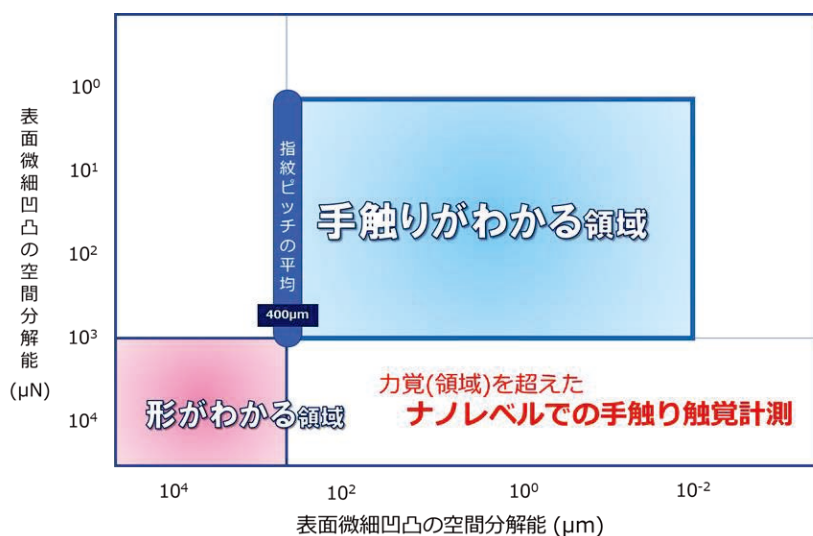 表面微細凹凸の空間分解能
(μN)
10⁰
10¹
10²
10³
10⁴
指紋ピッチの平均
400μm
手触りがわかる領域
形がわかる領域
力覚(領域)を超えた
ナノレベルでの手触り触覚計測
10⁴
10²
10⁰
10⁻²
表面微細凹凸の空間分解能 (μm)